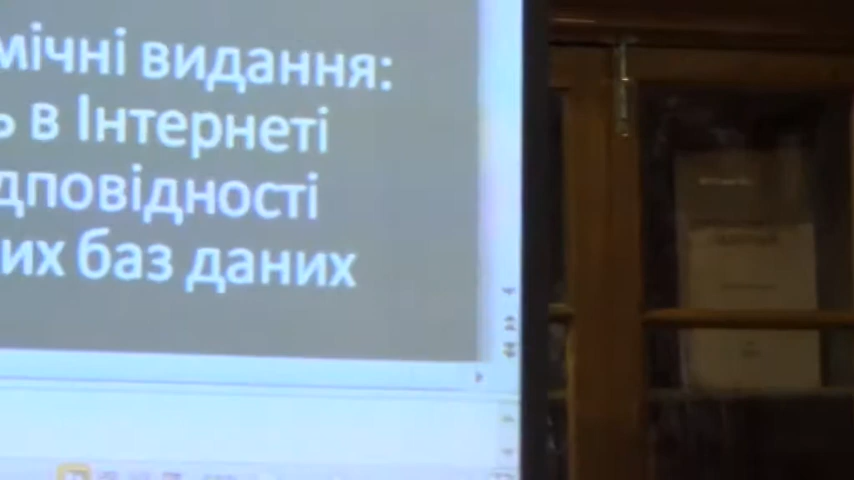 мічні видання:
ь в Інтернеті
дповідності
их баз даних